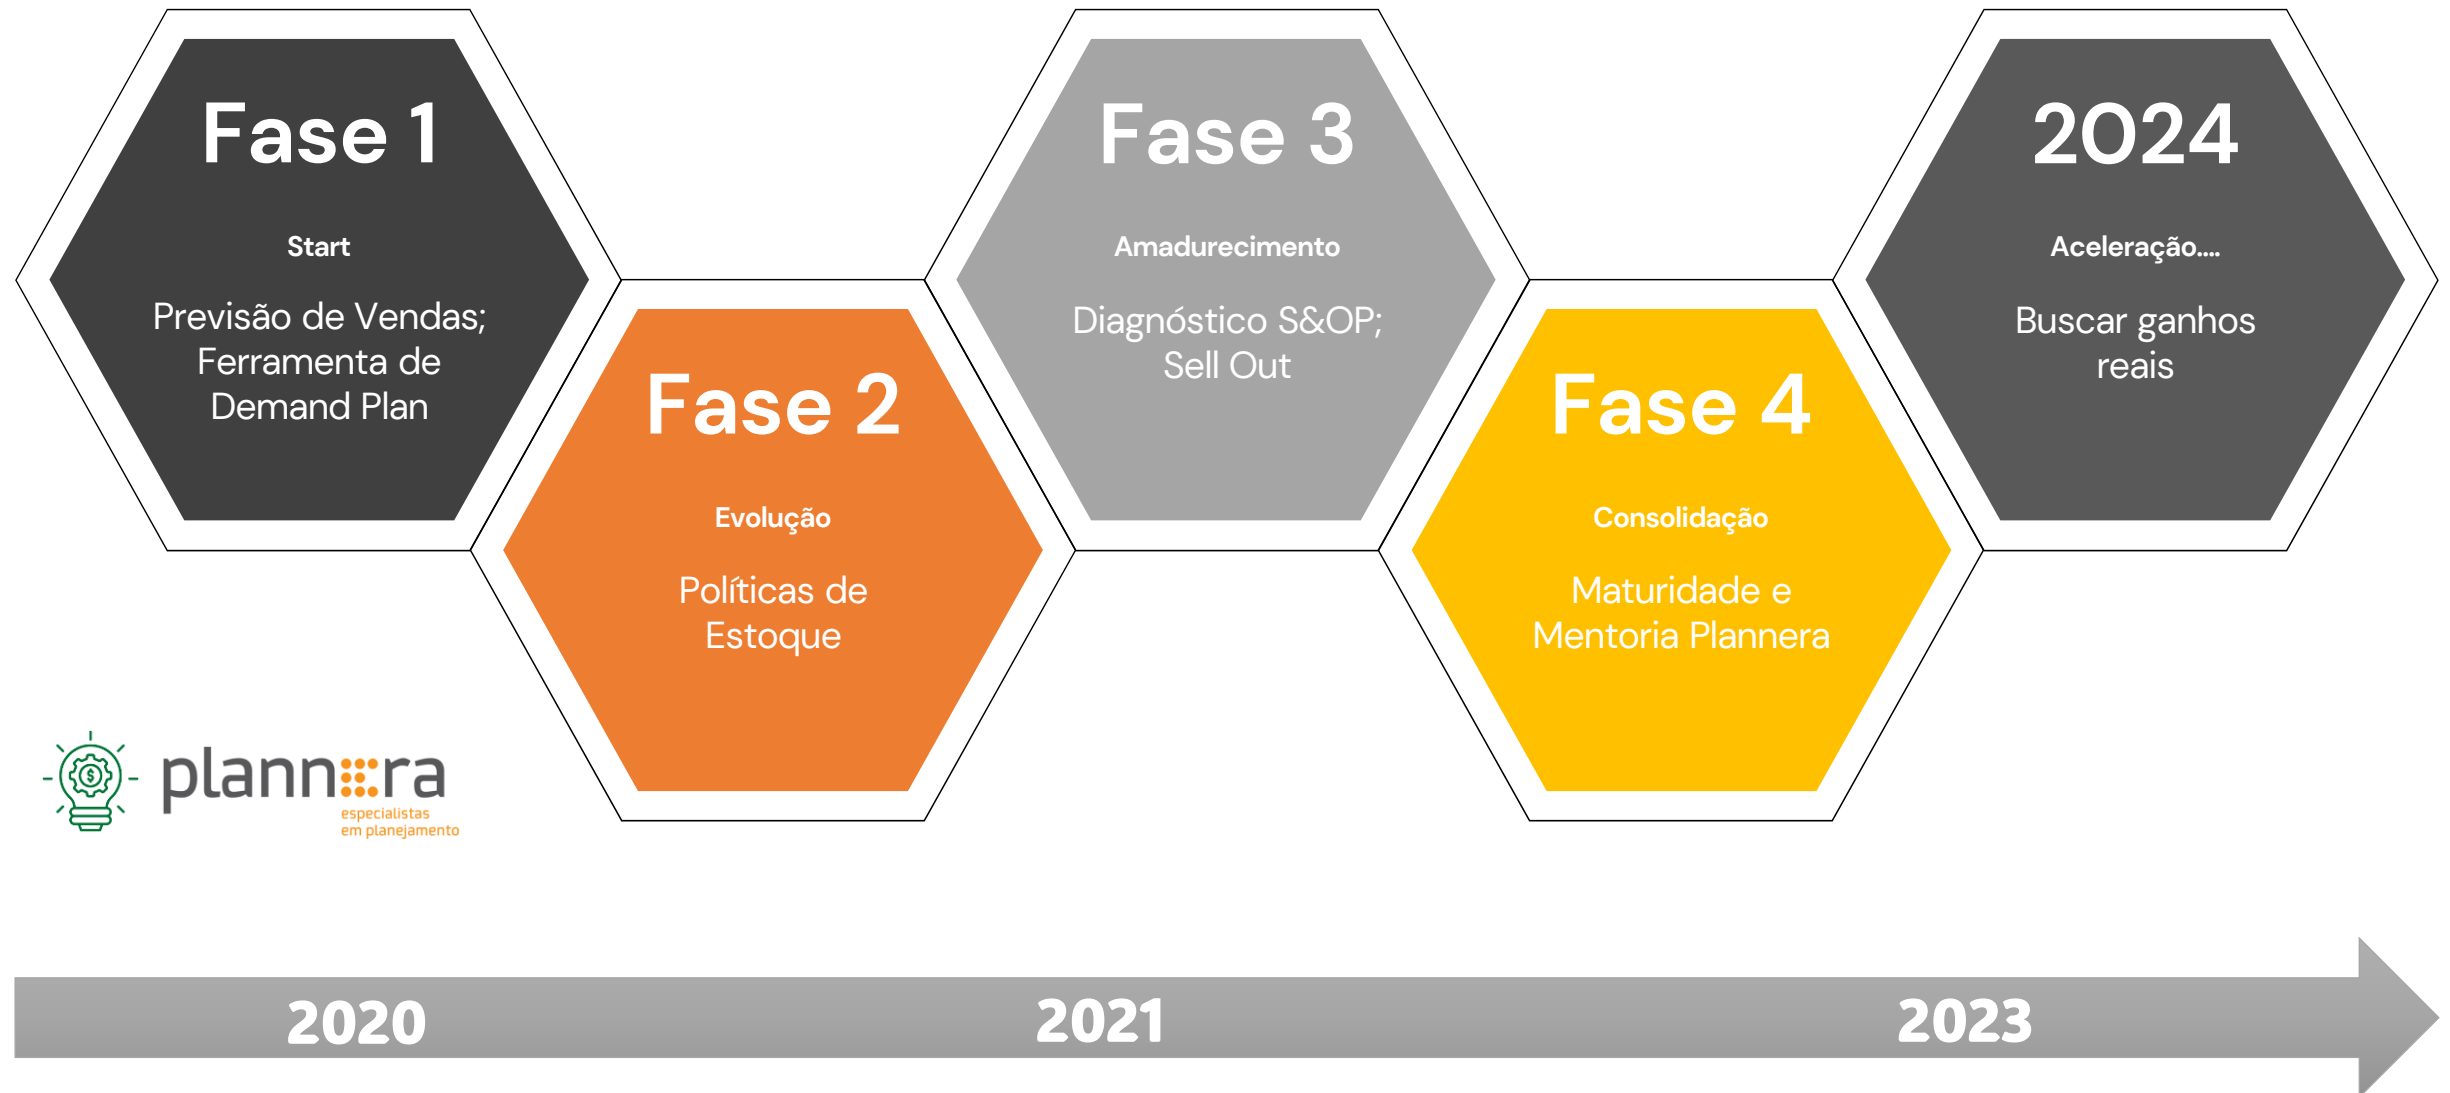 Fase 1
Start
Previsão de Vendas;
Ferramenta de
Demand Plan
Fase 2
Evolução
Políticas de
Estoque
Fase 3
Amadurecimento
Diagnóstico S&OP;
Sell Out
Fase 4
Consolidação
Maturidade e
Mentoria Plannera
2024
Aceleração....
Buscar ganhos
reais
$
plannera
especialistas
em planejamento
2020
2021
2023